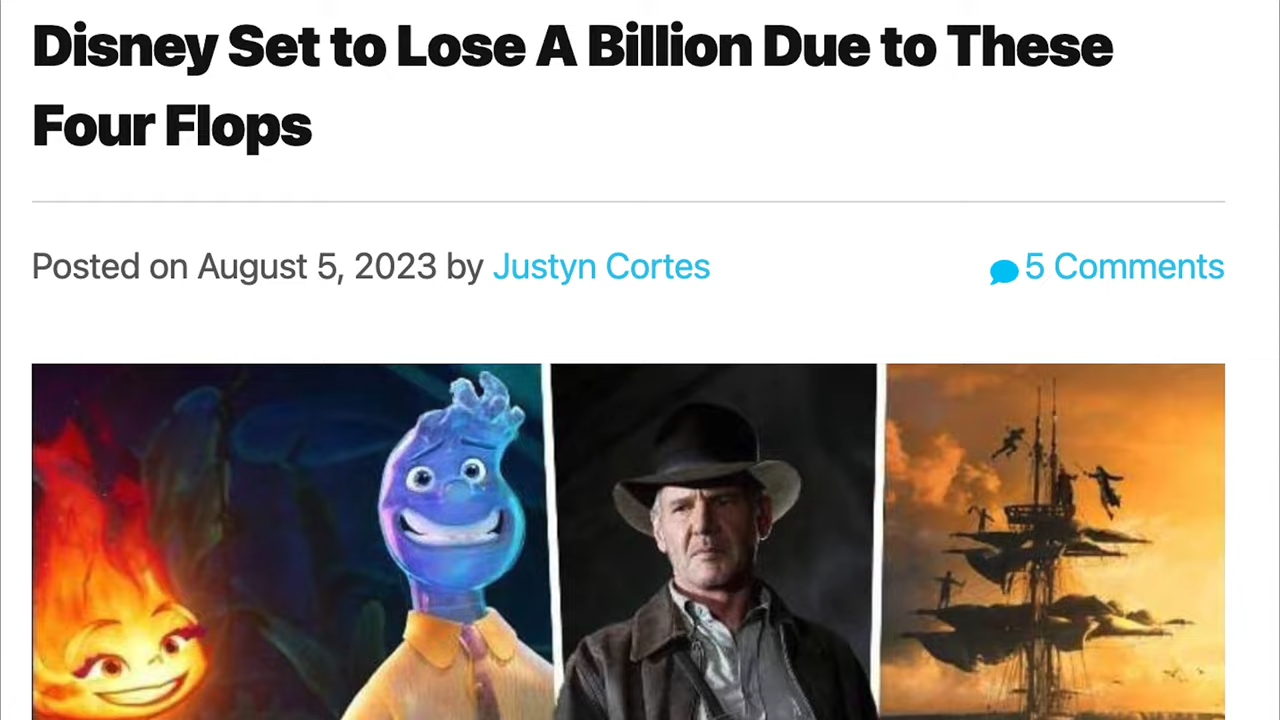 Disney Set to Lose A Billion Due to These
Four Flops
Posted on August 5, 2023 by Justyn Cortes
5 Comments